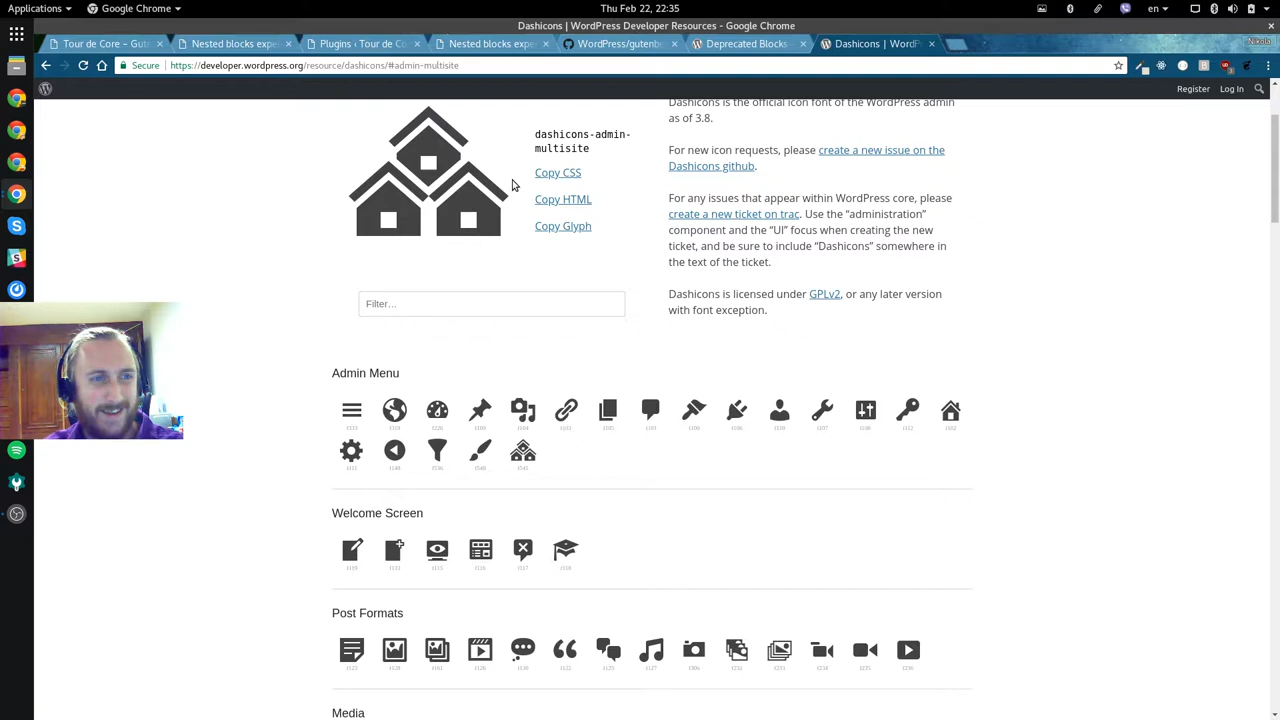 Applications
Google Chrome
Thu Feb 22, 22:35
en
Dashicons | WordPress Developer Resources - Google Chrome
Tour de Core – Gute
Nested blocks expe
Plugins ‹ Tour de Co
Nested blocks expe
WordPress/gutenbe
Deprecated Blocks
Dashicons | WordPr
Nikola
Secure
https://developer.wordpress.org/resource/dashicons/#admin-multisite
Register
Log In
dashicons-admin-
multisite
Copy CSS
Copy HTML
Copy Glyph
Filter…
Dashicons is the official icon font of the WordPress admin
as of 3.8.
For new icon requests, please create a new issue on the
Dashicons github.
For any issues that appear within WordPress core, please
create a new ticket on trac. Use the “administration”
component and the “UI” focus when creating the new
ticket, and be sure to include “Dashicons” somewhere in
the text of the ticket.
Dashicons is licensed under GPLv2, or any later version
with font exception.
Admin Menu
Welcome Screen
Post Formats
Media